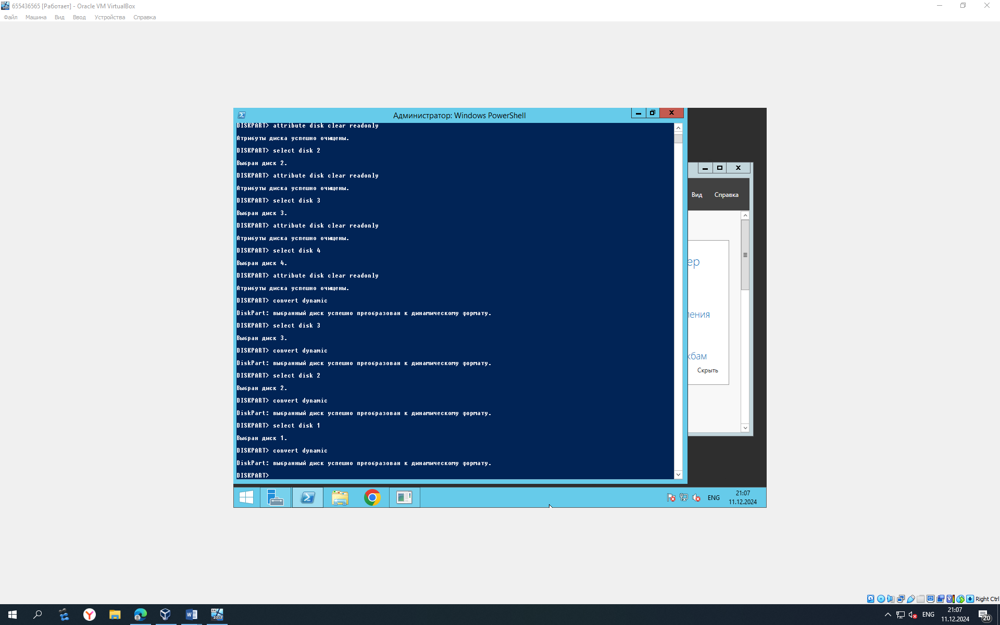 655436565 [Работает] - Oracle VM VirtualBox
Файл Машина Вид Ввод Устройства Справка
Администратор: Windows PowerShell
DISKPART> attribute disk clear readonly
Атрибуты диска успешно очищены.
DISKPART> select disk 2
Выбран диск 2.
DISKPART> attribute disk clear readonly
Атрибуты диска успешно очищены.
DISKPART> select disk 3
Выбран диск 3.
DISKPART> attribute disk clear readonly
Атрибуты диска успешно очищены.
DISKPART> select disk 4
Выбран диск 4.
DISKPART> attribute disk clear readonly
Атрибуты диска успешно очищены.
DISKPART> convert dynamic
DiskPart: выбранный диск успешно преобразован к динамическому формату.
DISKPART> select disk 3
Выбран диск 3.
DISKPART> convert dynamic
DiskPart: выбранный диск успешно преобразован к динамическому формату.
DISKPART> select disk 2
Выбран диск 2.
DISKPART> convert dynamic
DiskPart: выбранный диск успешно преобразован к динамическому формату.
DISKPART> select disk 1
Выбран диск 1.
DISKPART> convert dynamic
DiskPart: выбранный диск успешно преобразован к динамическому формату.
DISKPART>
Вид Справка
ер
ления
кбам
Скрыть
ENG
21:07
11.12.2024
Right Ctrl
64
2012
ENG
21:07
11.12.2024
20